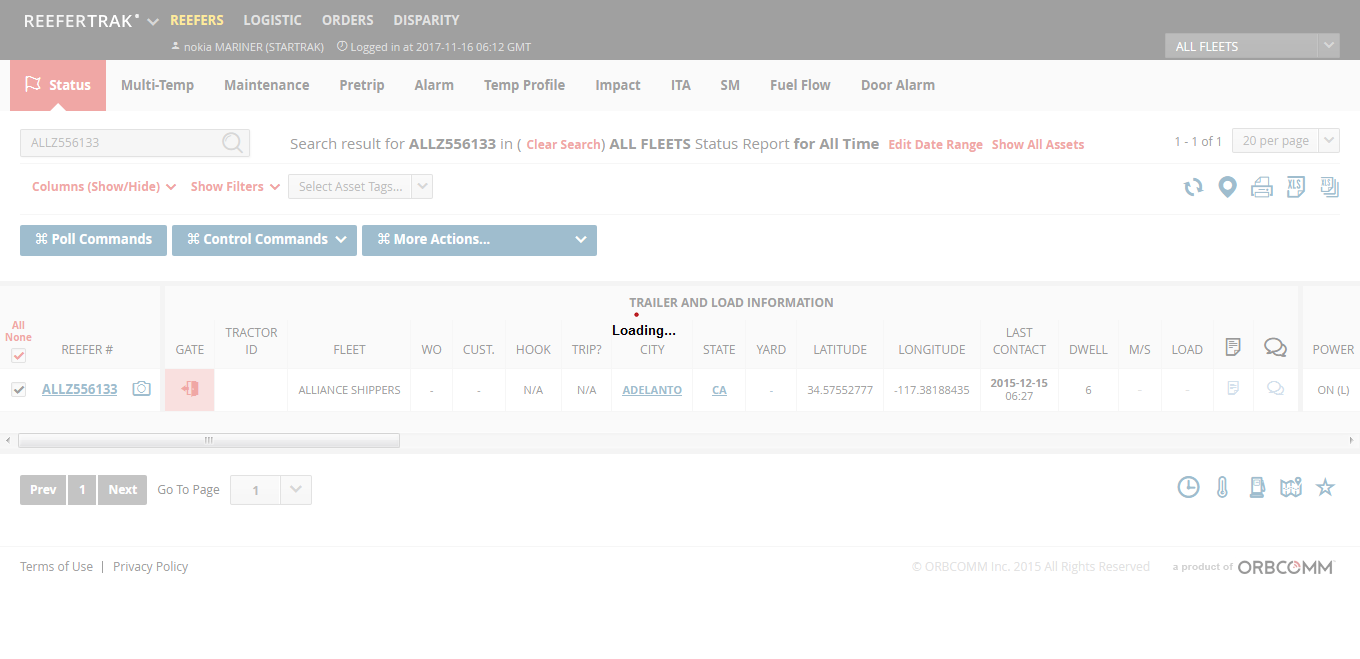 REEFERTRAK REEFERS LOGISTIC ORDERS DISPARITY
nokia MARINER (STARTRAK) Logged in at 2017-11-16 06:12 GMT
ALL FLEETS
Status Multi-Temp Maintenance Pretrip Alarm Temp Profile Impact ITA SM Fuel Flow Door Alarm
ALLZ556133 Search result for ALLZ556133 in ( Clear Search) ALL FLEETS Status Report for All Time Edit Date Range Show All Assets 1 - 1 of 1 20 per page
Columns (Show/Hide) Show Filters Select Asset Tags... XLS XLS
⌘ Poll Commands ⌘ Control Commands ⌘ More Actions...
TRAILER AND LOAD INFORMATION
Loading...
All
None
REEFER # GATE TRACTOR ID FLEET WO CUST. HOOK TRIP? CITY STATE YARD LATITUDE LONGITUDE LAST CONTACT DWELL M/S LOAD POWER
ALLZ556133 ALLIANCE SHIPPERS - - N/A N/A ADELANTO CA - 34.57552777 -117.38188435 2015-12-15 06:27 6 - - ON (L)
Prev 1 Next Go To Page 1
Terms of Use | Privacy Policy © ORBCOMM Inc. 2015 All Rights Reserved a product of ORBCOMM